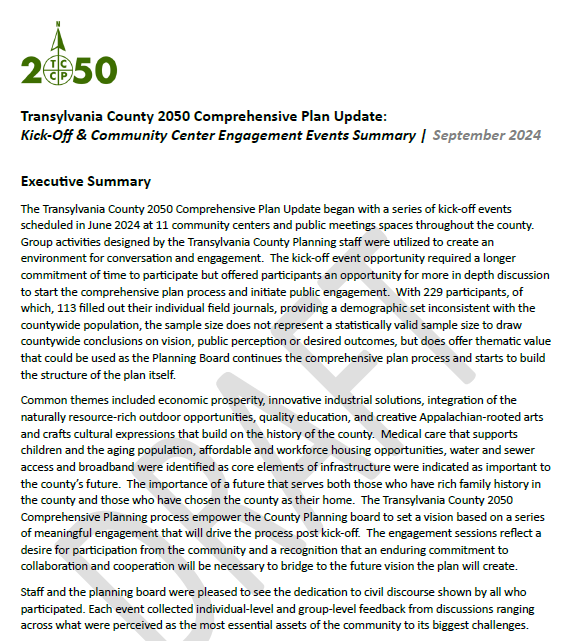 N
2 TC CP 50
Transylvania County 2050 Comprehensive Plan Update:
Kick-Off & Community Center Engagement Events Summary | September 2024
Executive Summary
The Transylvania County 2050 Comprehensive Plan Update began with a series of kick-off events
scheduled in June 2024 at 11 community centers and public meetings spaces throughout the county.
Group activities designed by the Transylvania County Planning staff were utilized to create an
environment for conversation and engagement. The kick-off event opportunity required a longer
commitment of time to participate but offered participants an opportunity for more in depth discussion
to start the comprehensive plan process and initiate public engagement. With 229 participants, of
which, 113 filled out their individual field journals, providing a demographic set inconsistent with the
countywide population, the sample size does not represent a statistically valid sample size to draw
countywide conclusions on vision, public perception or desired outcomes, but does offer thematic value
that could be used as the Planning Board continues the comprehensive plan process and starts to build
the structure of the plan itself.
Common themes included economic prosperity, innovative industrial solutions, integration of the
naturally resource-rich outdoor opportunities, quality education, and creative Appalachian-rooted arts
and crafts cultural expressions that build on the history of the county. Medical care that supports
children and the aging population, affordable and workforce housing opportunities, water and sewer
access and broadband were identified as core elements of infrastructure were indicated as important to
the county's future. The importance of a future that serves both those who have rich family history in
the county and those who have chosen the county as their home. The Transylvania County 2050
Comprehensive Planning process empower the County Planning board to set a vision based on a series
of meaningful engagement that will drive the process post kick-off. The engagement sessions reflect a
desire for participation from the community and a recognition that an enduring commitment to
collaboration and cooperation will be necessary to bridge to the future vision the plan will create.
Staff and the planning board were pleased to see the dedication to civil discourse shown by all who
participated. Each event collected individual-level and group-level feedback from discussions ranging
across what were perceived as the most essential assets of the community to its biggest challenges.
DRAFT